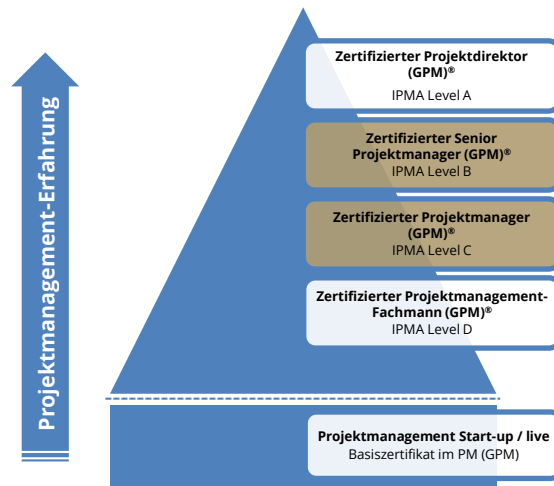 Projektmanagement-Erfahrung
Zertifizierter Projektdirektor
(GPM)®
IPMA Level A
Zertifizierter Senior
Projektmanager (GPM)®
IPMA Level B
Zertifizierter Projektmanager
(GPM)®
IPMA Level C
Zertifizierter Projektmanagement-
Fachmann (GPM)®
IPMA Level D
Projektmanagement Start-up / live
Basiszertifikat im PM (GPM)